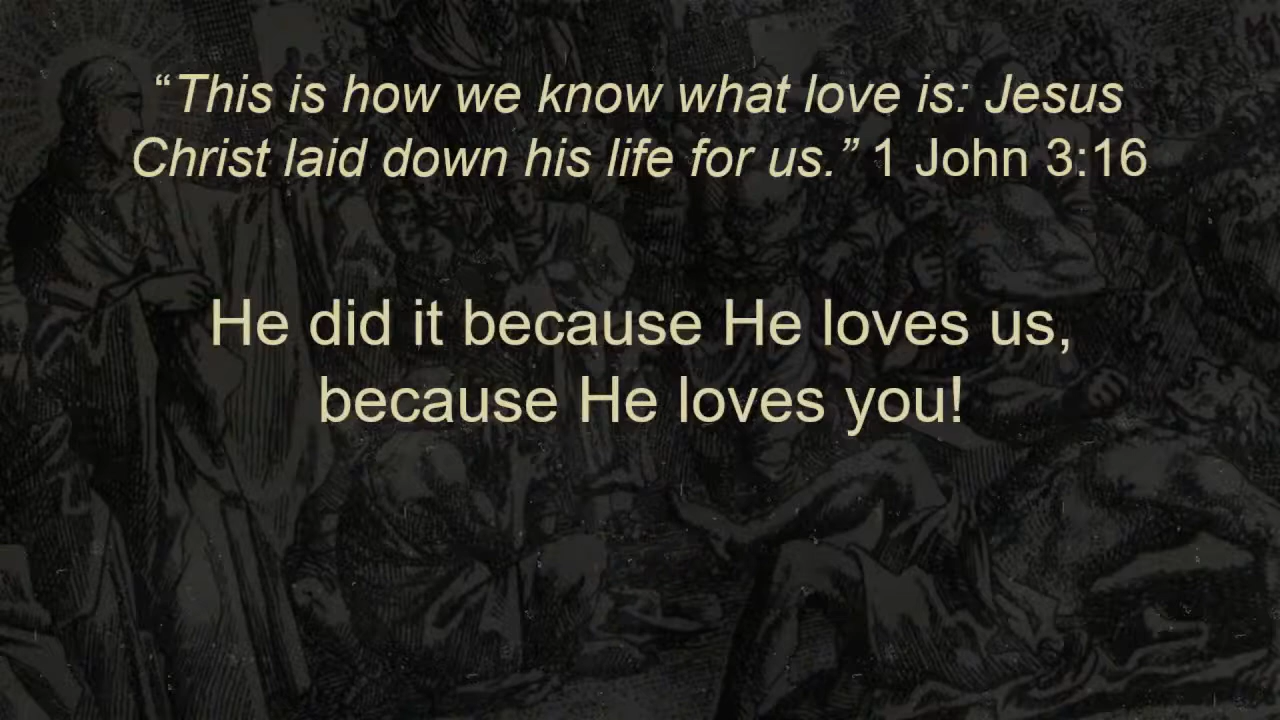 “This is how we know what love is: Jesus
Christ laid down his life for us.” 1 John 3:16
He did it because He loves us,
because He loves you!